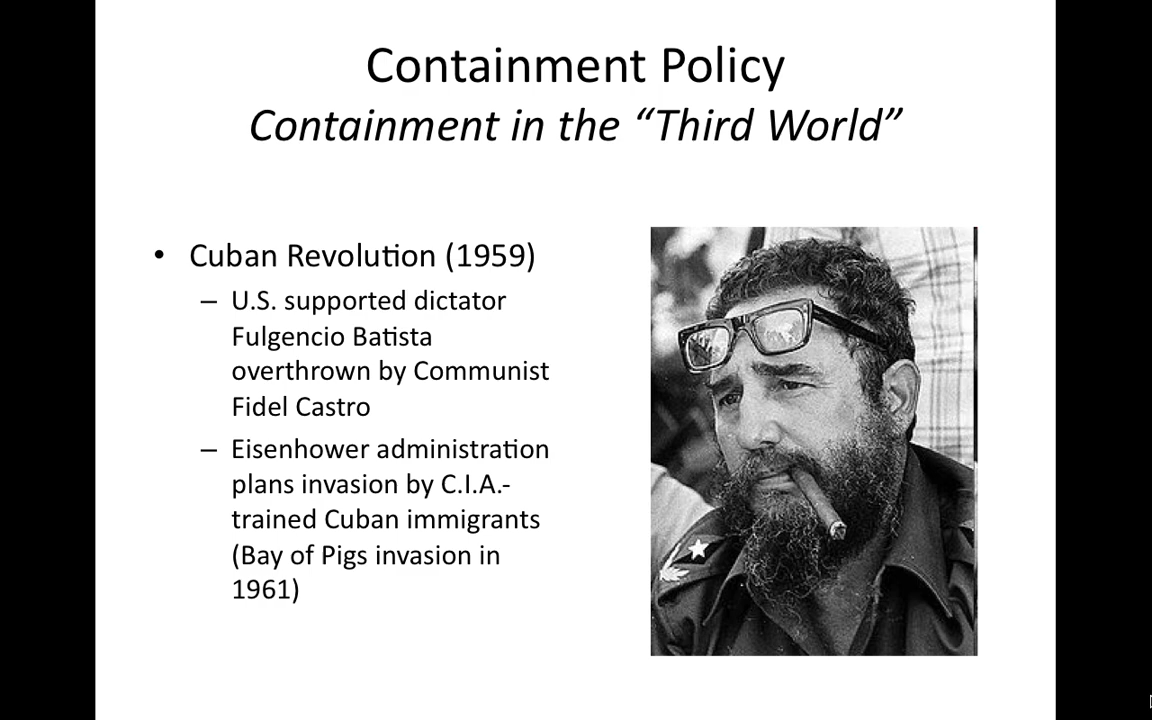 Containment Policy
Containment in the “Third World”
• Cuban Revolution (1959)
– U.S. supported dictator
Fulgencio Batista
overthrown by Communist
Fidel Castro
– Eisenhower administration
plans invasion by C.I.A.-
trained Cuban immigrants
(Bay of Pigs invasion in
1961)